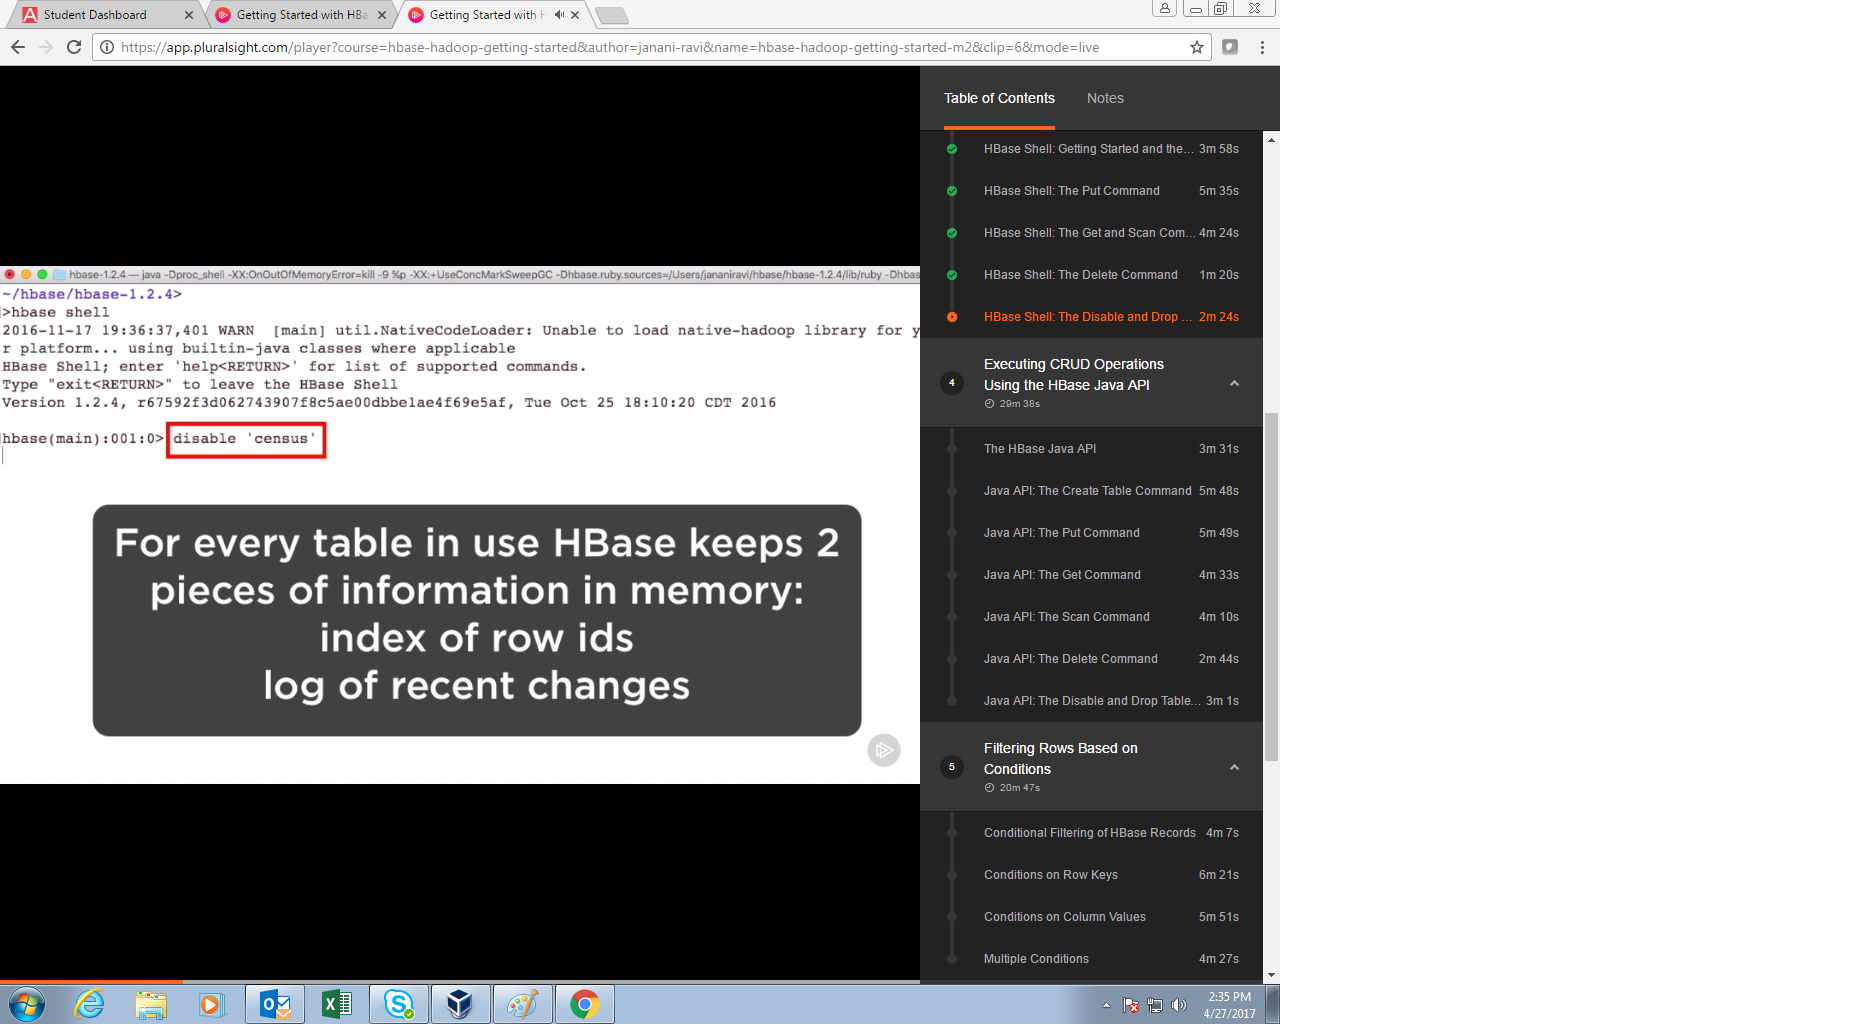 Student Dashboard
Getting Started with HBa
Getting Started with H
https://app.pluralsight.com/player?course=hbase-hadoop-getting-started&author=janani-ravi&name=hbase-hadoop-getting-started-m2&clip=6&mode=live
hbase-1.2.4 — java -Dproc_shell -XX:OnOutOfMemoryError=kill -9 %p -XX:+UseConcMarkSweepGC -Dhbase.ruby.sources=/Users/jananiravi/hbase/hbase-1.2.4/lib/ruby -Dhbas
~/hbase/hbase-1.2.4>
>hbase shell
2016-11-17 19:36:37,401 WARN  [main] util.NativeCodeLoader: Unable to load native-hadoop library for y
r platform... using builtin-java classes where applicable
HBase Shell; enter 'help<RETURN>' for list of supported commands.
Type "exit<RETURN>" to leave the HBase Shell
Version 1.2.4, r67592f3d062743907f8c5ae00dbbe1ae4f69e5af, Tue Oct 25 18:10:20 CDT 2016
hbase(main):001:0> disable 'census'
For every table in use HBase keeps 2
pieces of information in memory:
index of row ids
log of recent changes
Table of Contents Notes
HBase Shell: Getting Started and the... 3m 58s
HBase Shell: The Put Command 5m 35s
HBase Shell: The Get and Scan Com... 4m 24s
HBase Shell: The Delete Command 1m 20s
HBase Shell: The Disable and Drop ... 2m 24s
4
Executing CRUD Operations
Using the HBase Java API
29m 38s
The HBase Java API 3m 31s
Java API: The Create Table Command 5m 48s
Java API: The Put Command 5m 49s
Java API: The Get Command 4m 33s
Java API: The Scan Command 4m 10s
Java API: The Delete Command 2m 44s
Java API: The Disable and Drop Table... 3m 1s
5
Filtering Rows Based on
Conditions
20m 47s
Conditional Filtering of HBase Records 4m 7s
Conditions on Row Keys 6m 21s
Conditions on Column Values 5m 51s
Multiple Conditions 4m 27s
2:35 PM
4/27/2017